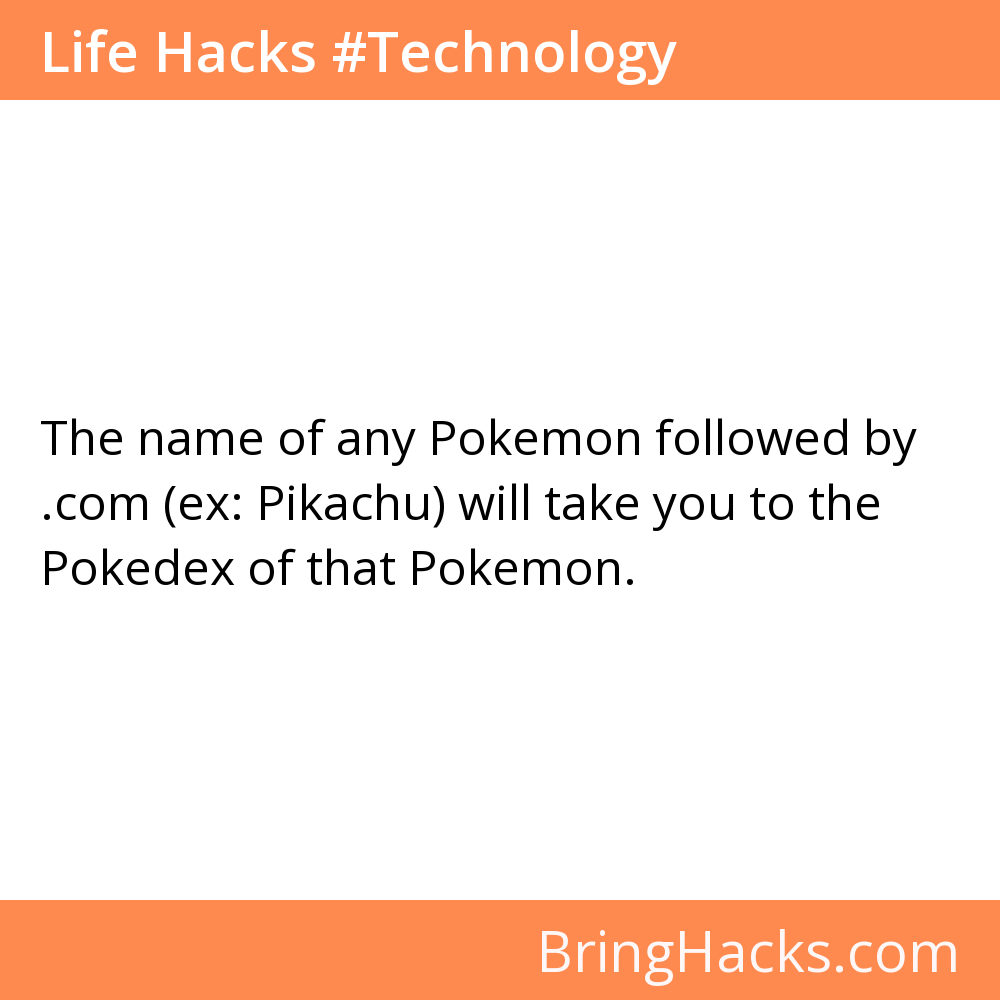 Life Hacks #Technology
The name of any Pokemon followed by
.com (ex: Pikachu) will take you to the
Pokedex of that Pokemon.
BringHacks.com